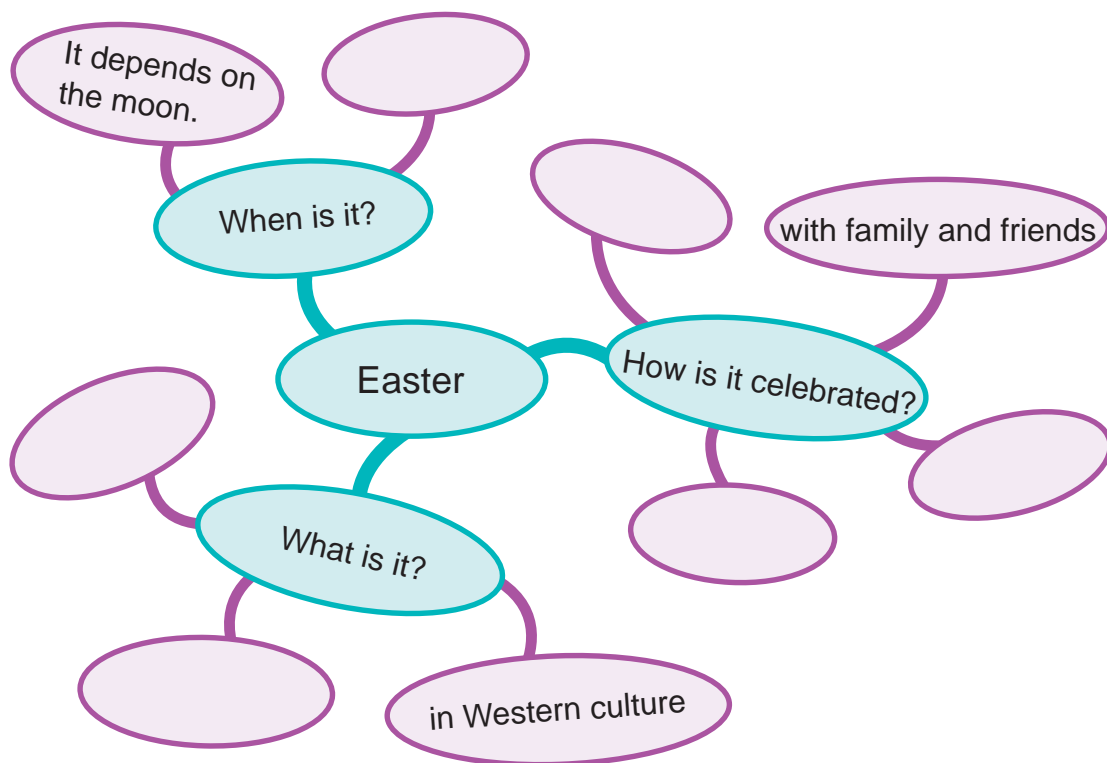 It depends on
the moon.
When is it?
with family and friends
Easter
How is it celebrated?
What is it?
in Western culture